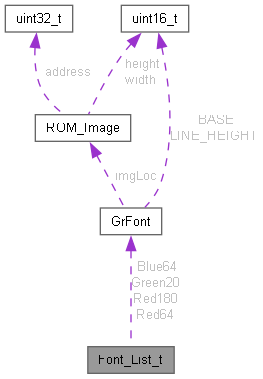 uint32_t
uint16_t
address
height
width
BASE
LINE_HEIGHT
ROM_Image
imgLoc
GrFont
Blue64
Green20
Red180
Red64
Font_List_t